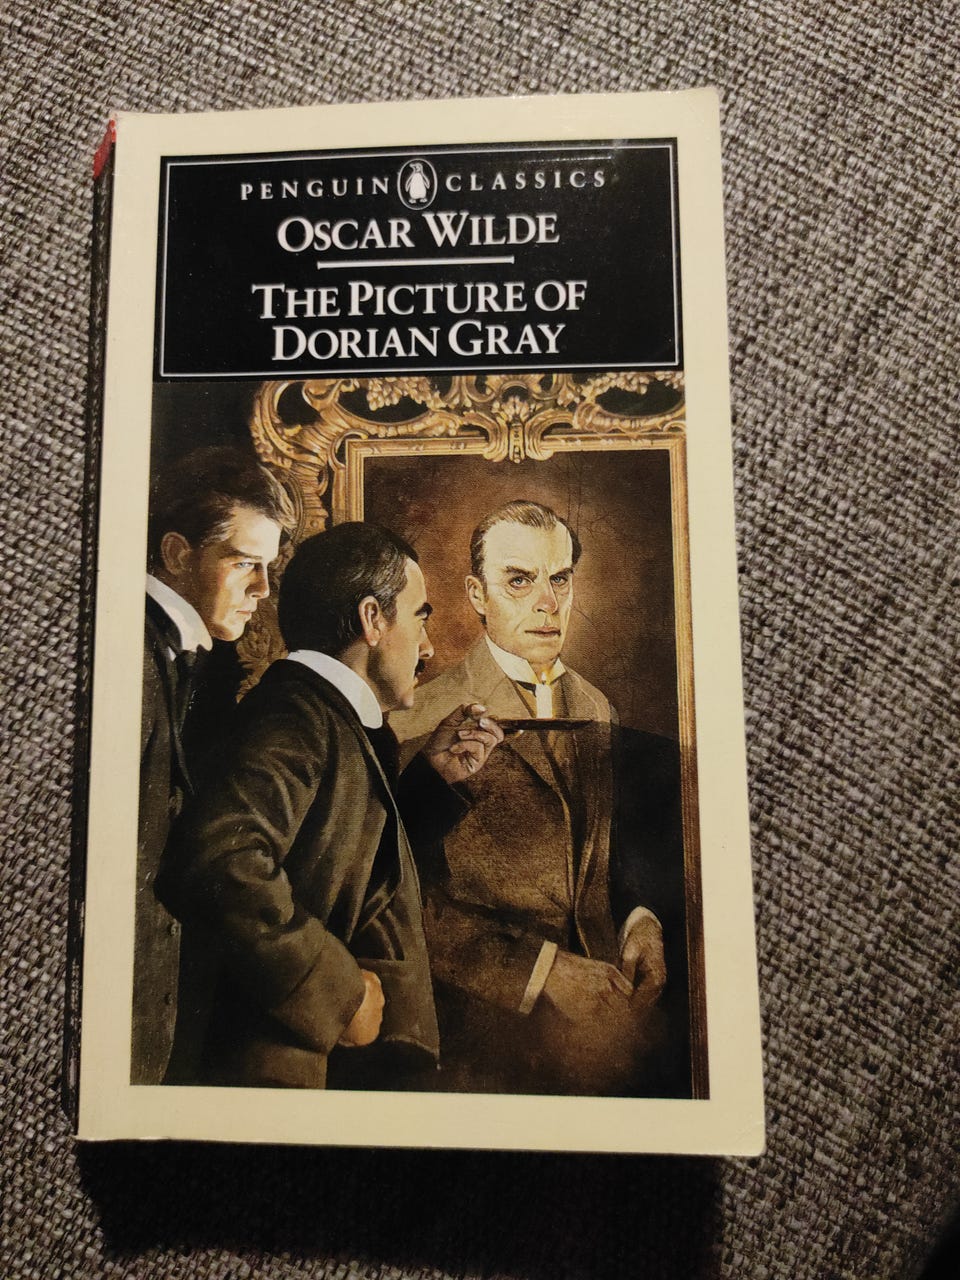 PENGUIN CLASSICS
OSCAR WILDE
THE PICTURE OF
DORIAN GRAY